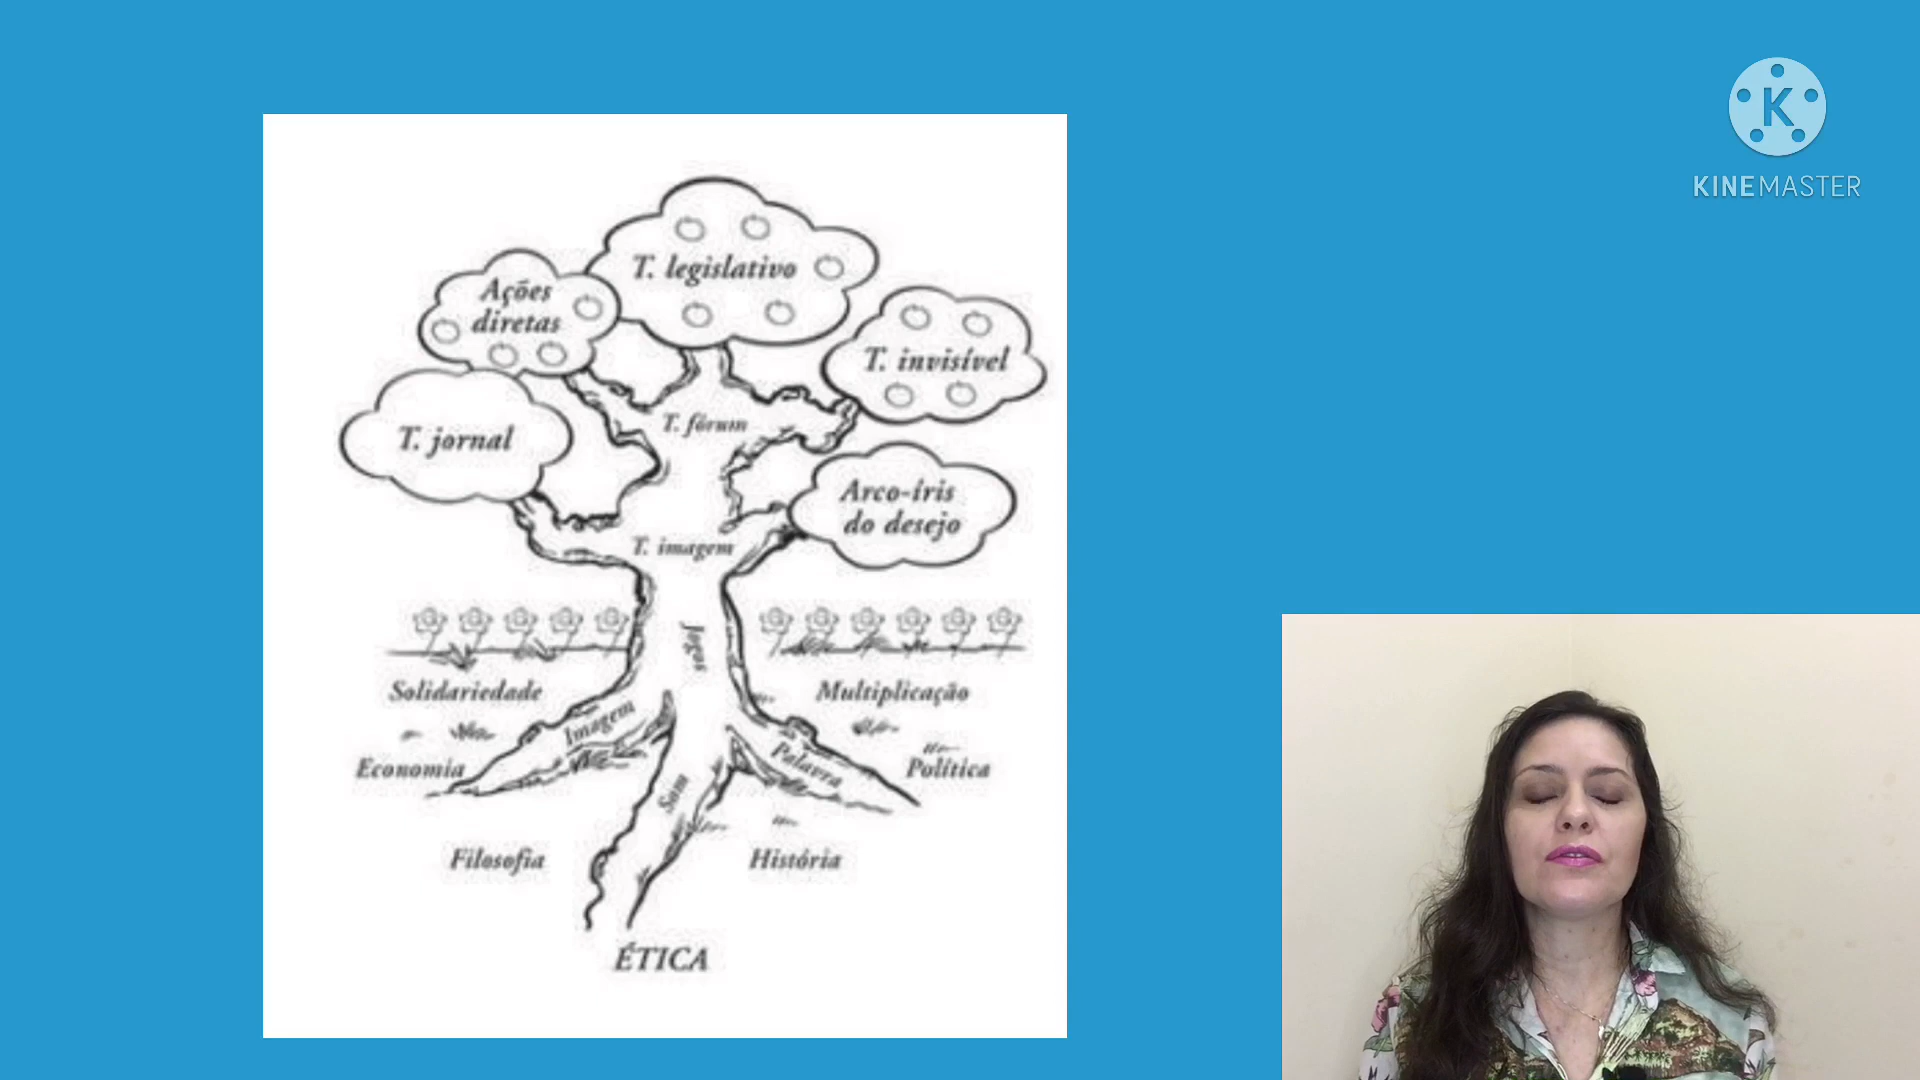 K
KINEMASTER
T. legislativo
Ações
diretas
T. invisível
T. fórum
T. jornal
Arco-íris
do desejo
T. imagem
Jogos
Solidariedade
Multiplicação
Imagem
Palavra
Economia
Política
Som
Filosofia
História
ÉTICA